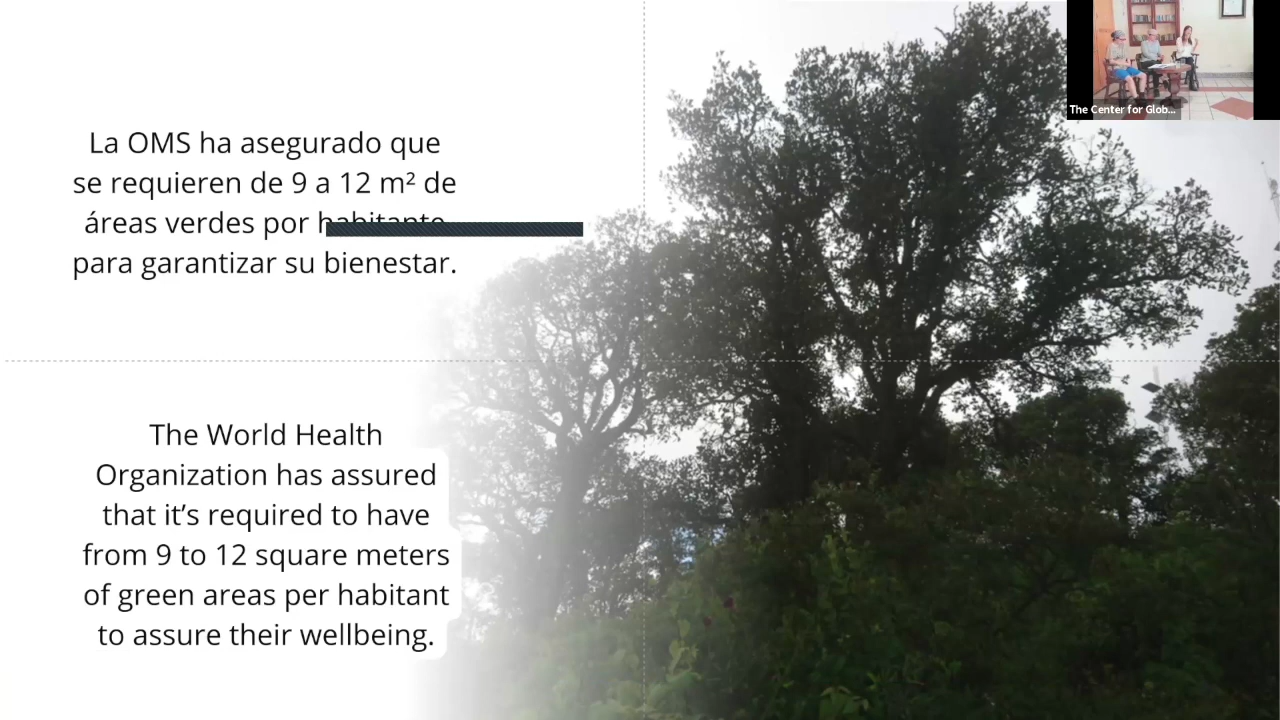 La OMS ha asegurado que
se requieren de 9 a 12 m² de
áreas verdes por habitante
para garantizar su bienestar.
The World Health
Organization has assured
that it's required to have
from 9 to 12 square meters
of green areas per habitant
to assure their wellbeing.
The Center for Glob...